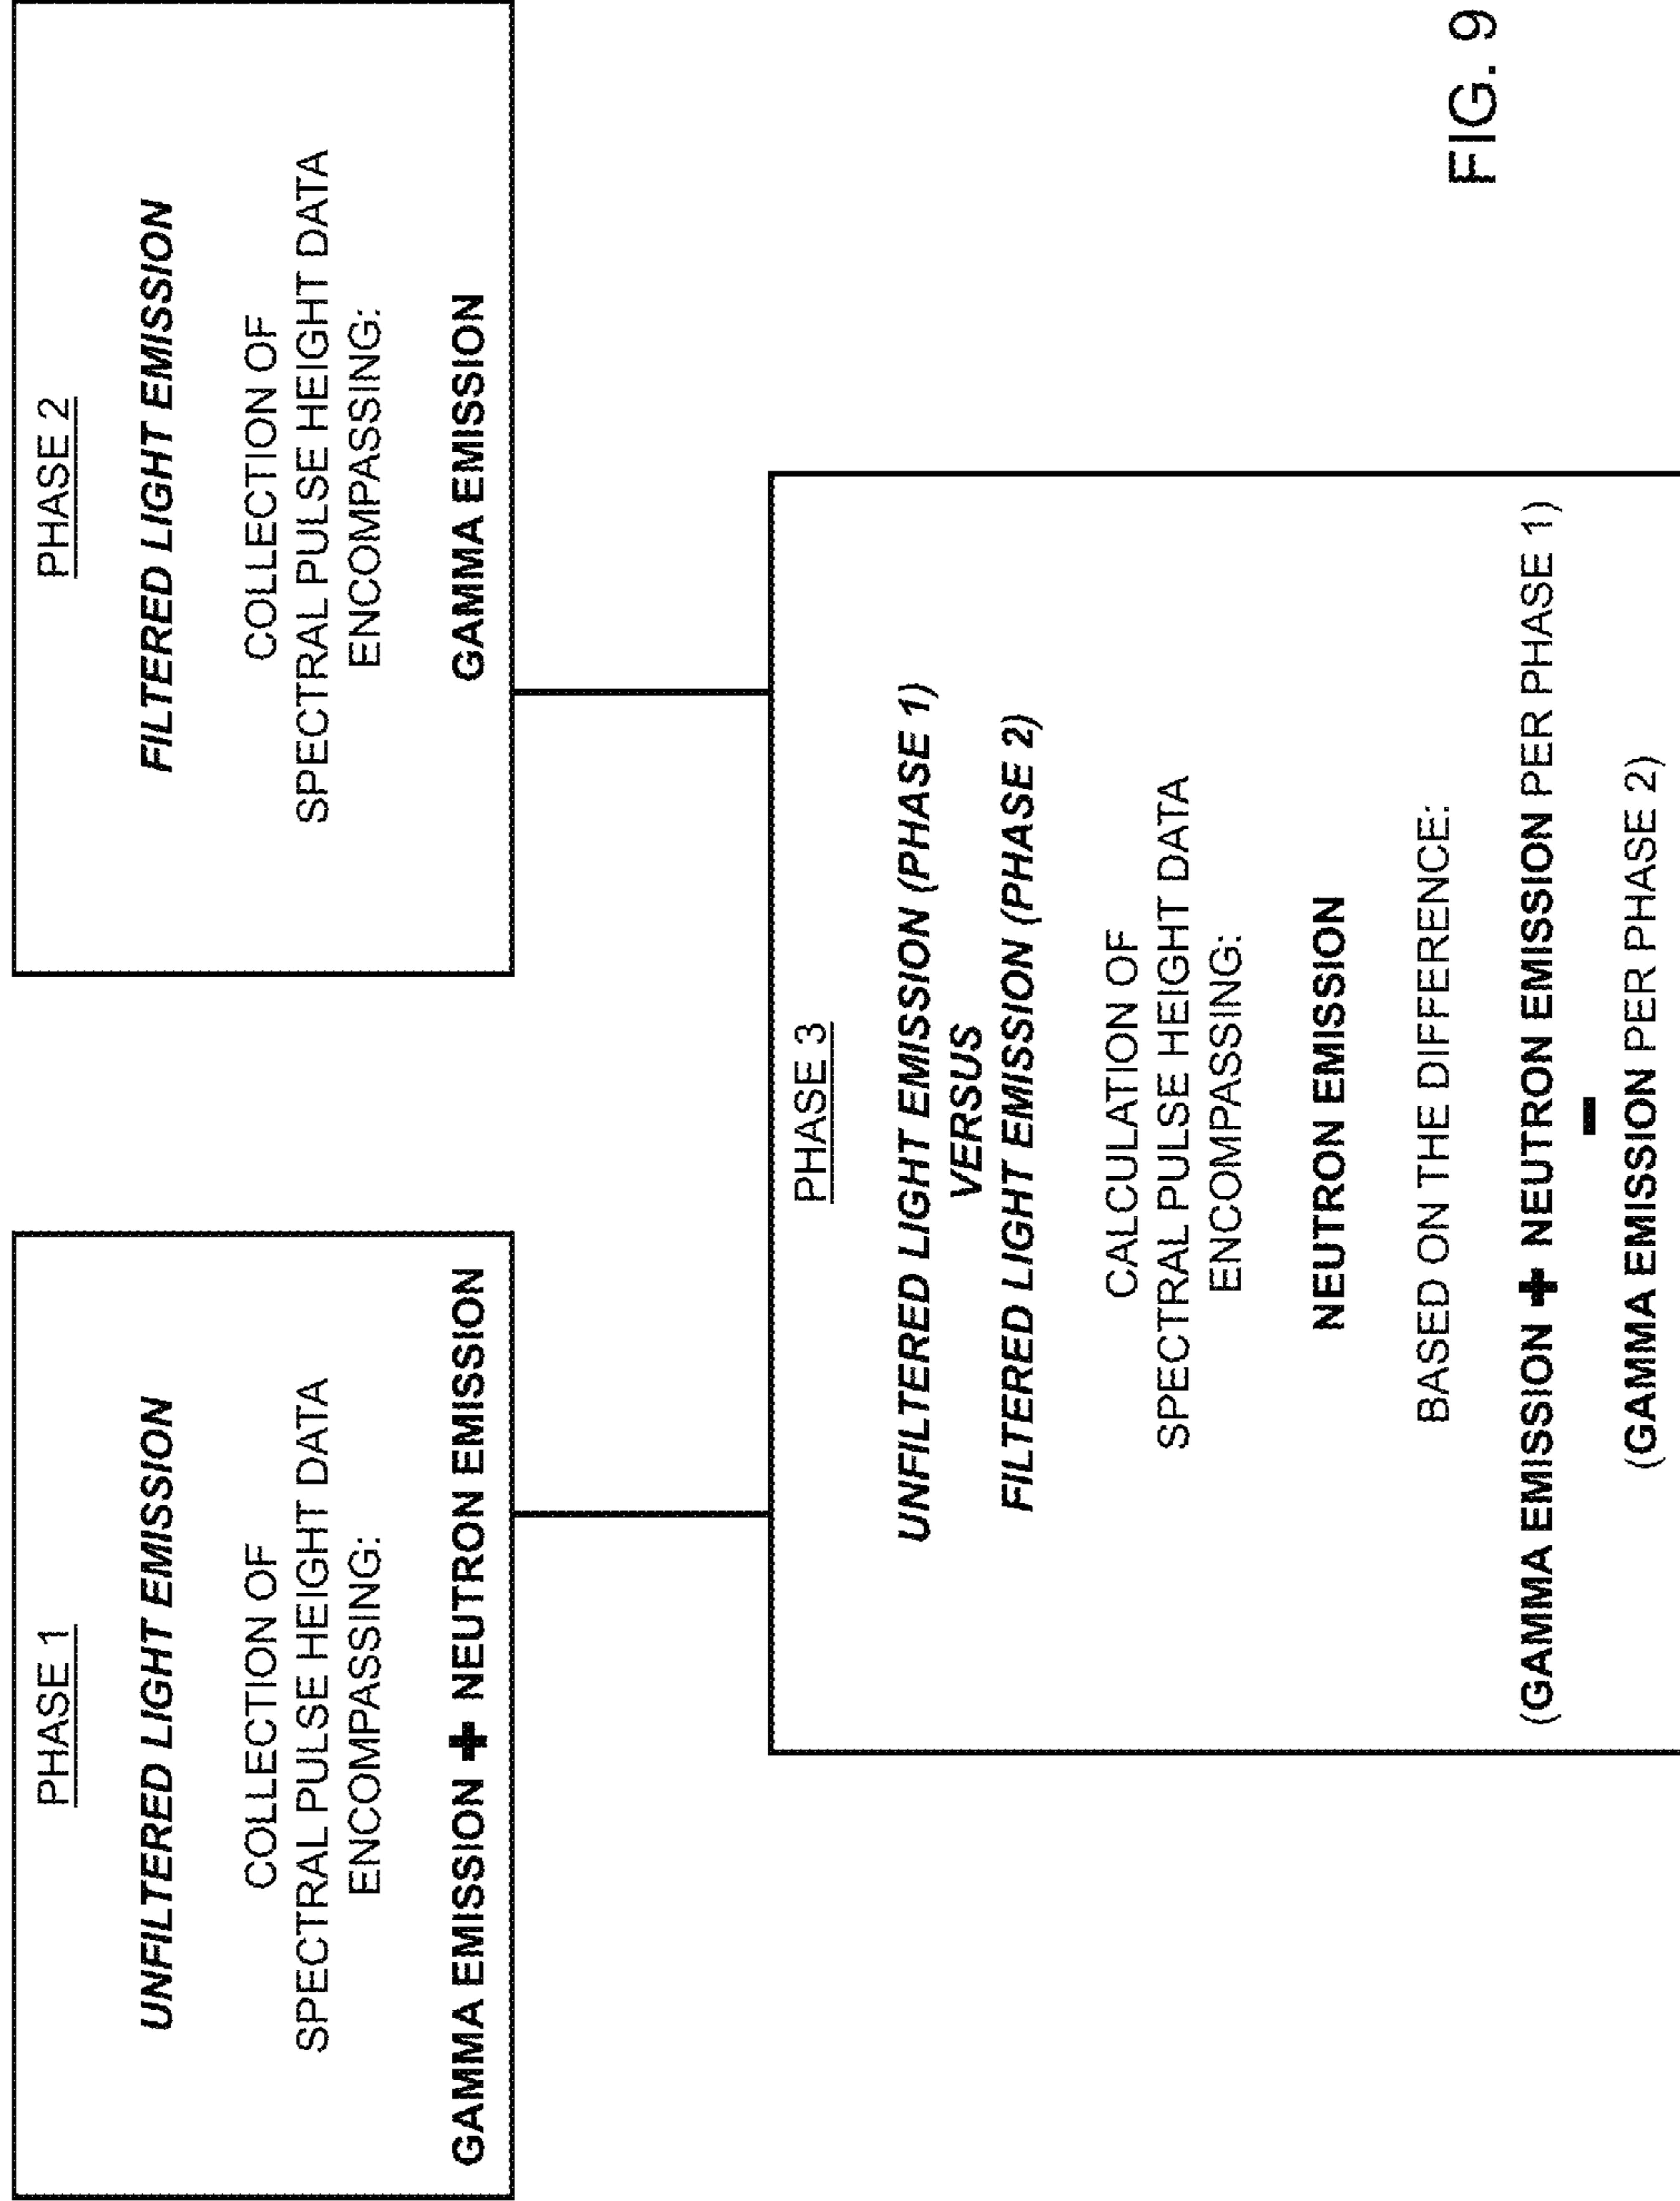 PHASE 1
UNFILTERED LIGHT EMISSION
COLLECTION OF
SPECTRAL PULSE HEIGHT DATA
ENCOMPASSING:
GAMMA EMISSION + NEUTRON EMISSION
PHASE 2
FILTERED LIGHT EMISSION
COLLECTION OF
SPECTRAL PULSE HEIGHT DATA
ENCOMPASSING:
GAMMA EMISSION
PHASE 3
UNFILTERED LIGHT EMISSION (PHASE 1)
VERSUS
FILTERED LIGHT EMISSION (PHASE 2)
CALCULATION OF
SPECTRAL PULSE HEIGHT DATA
ENCOMPASSING:
NEUTRON EMISSION
BASED ON THE DIFFERENCE:
(GAMMA EMISSION + NEUTRON EMISSION PER PHASE 1)
-
(GAMMA EMISSION PER PHASE 2)
FIG. 9